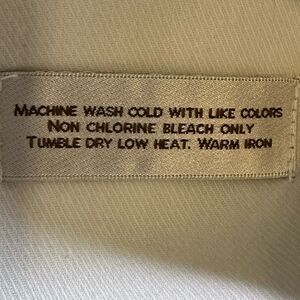 MACHINE WASH COLD WITH LIKE COLORS
NON CHLORINE BLEACH ONLY
TUMBLE DRY LOW HEAT. WARM IRON